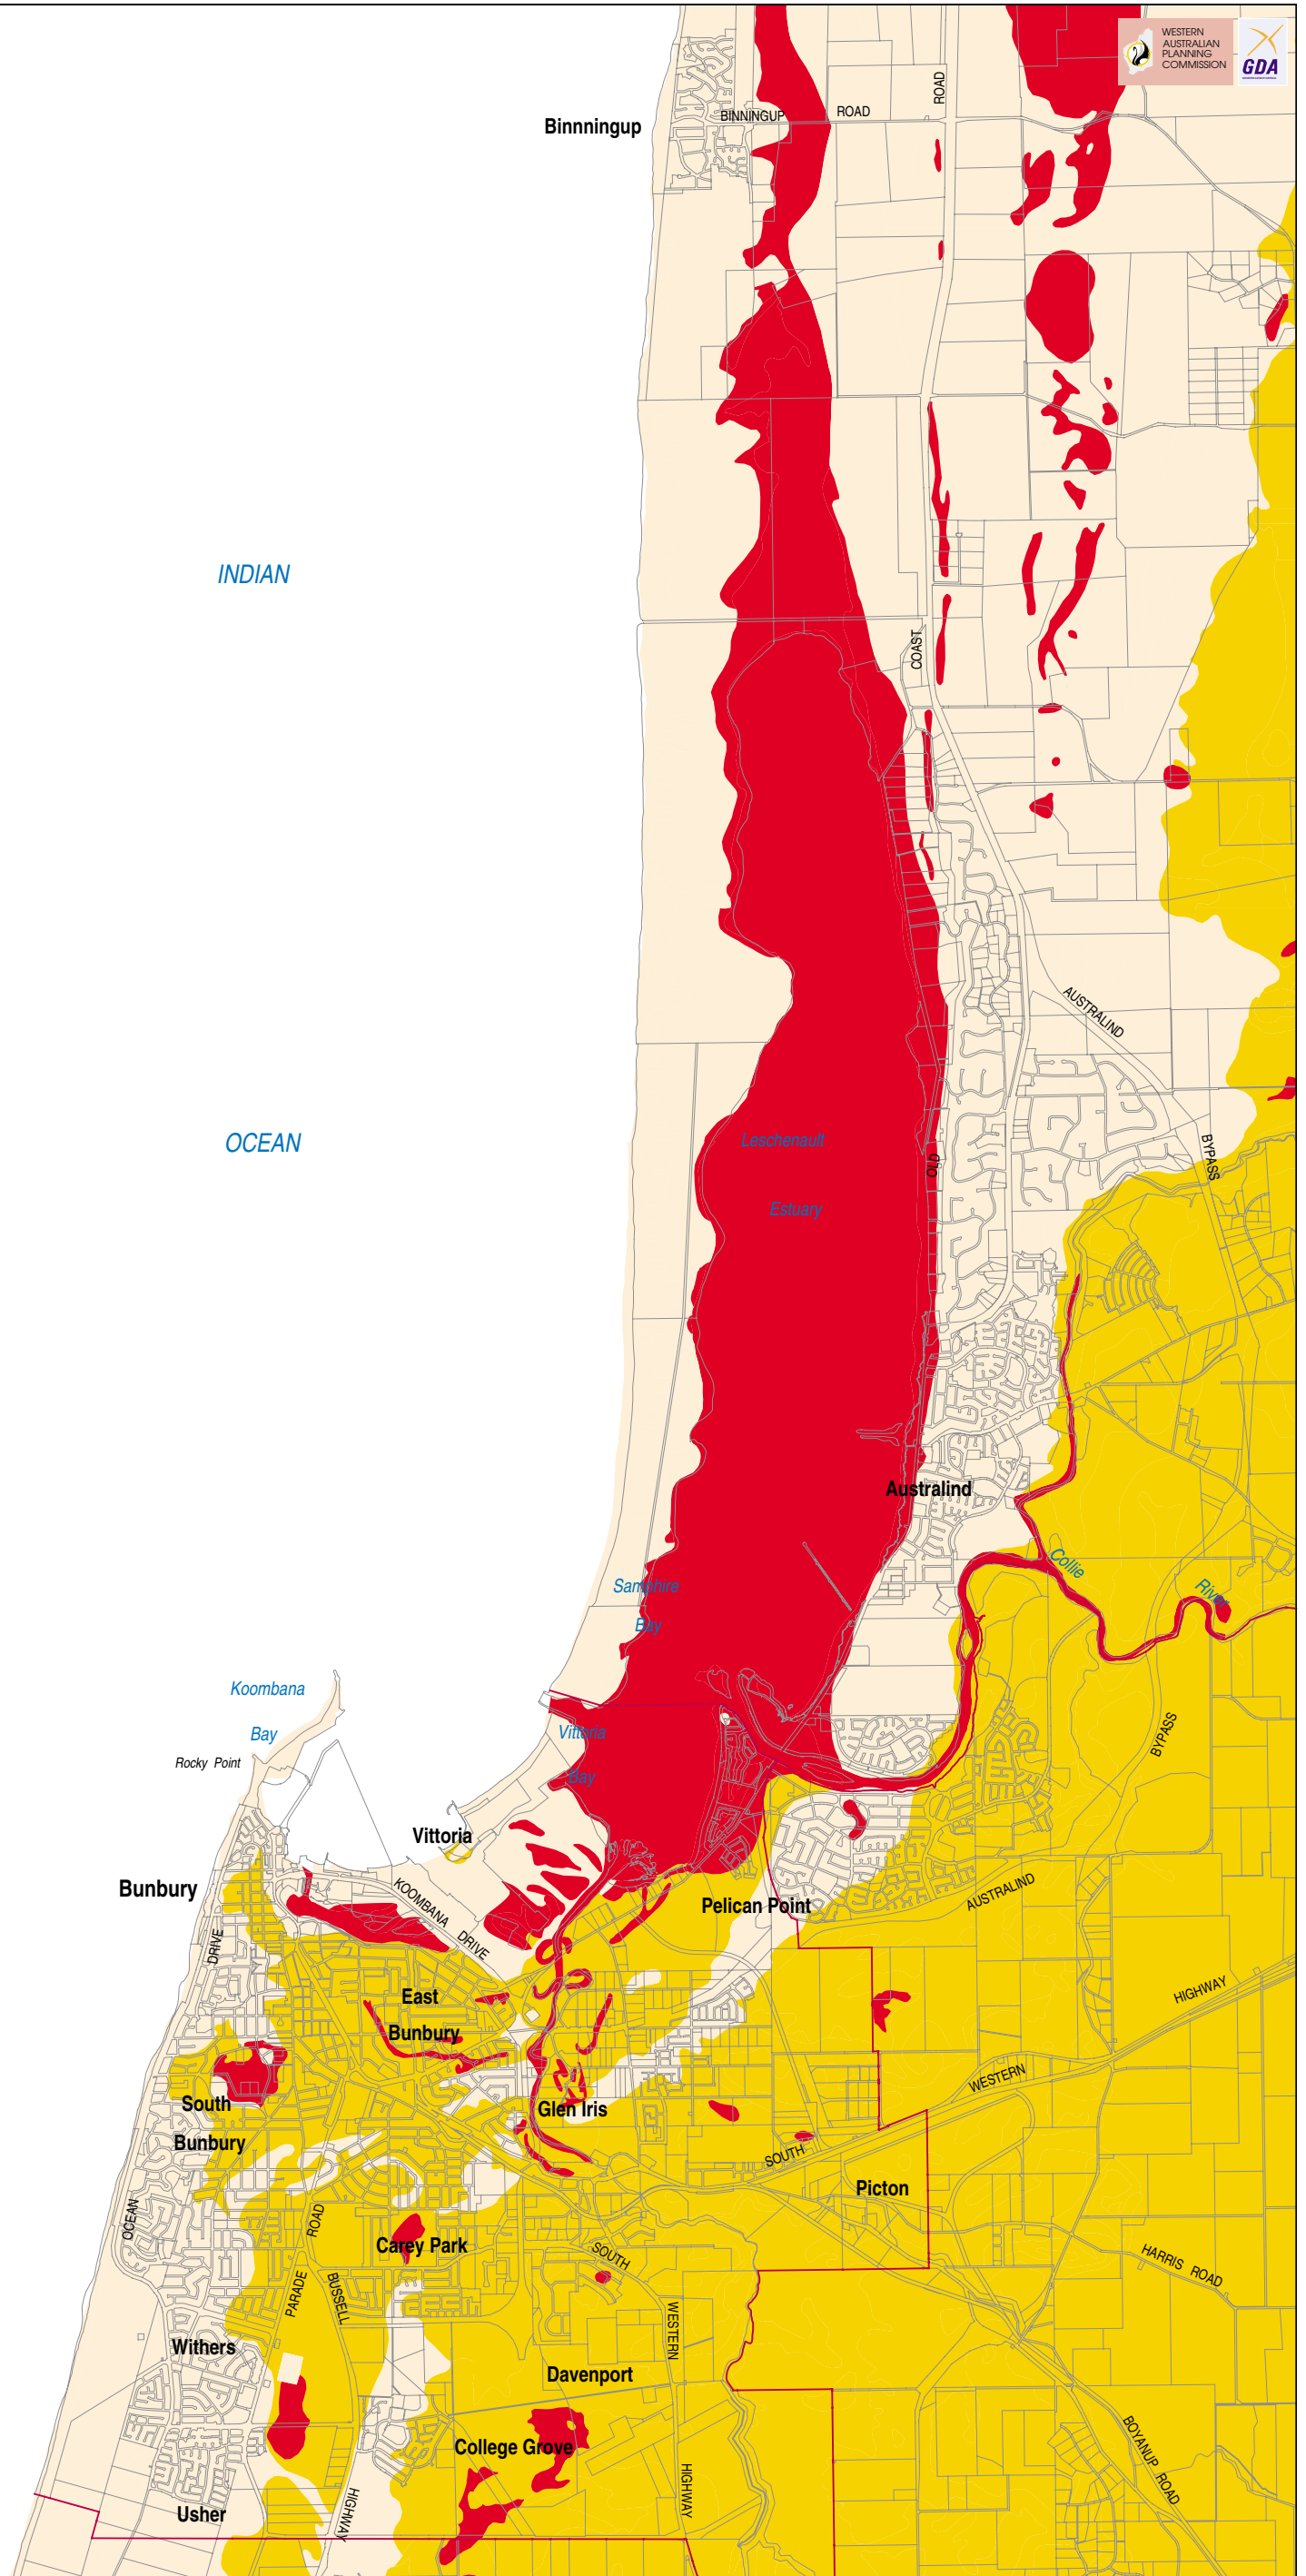 WESTERN
AUSTRALIAN
PLANNING
COMMISSION
GDA
Binnningup
BINNINGUP
ROAD
ROAD
INDIAN
COAST
AUSTRALIND
OCEAN
Leschenault
BYPASS
OLD
Estuary
Australind
Collie
River
Samphire
Bay
Koombana
Bay
Rocky Point
Vittoria
Bay
BYPASS
Vittoria
Bunbury
KOOMBANA DRIVE
Pelican Point
AUSTRALIND
DRIVE
East
Bunbury
HIGHWAY
WESTERN
South
Bunbury
Glen Iris
SOUTH
Picton
OCEAN
ROAD
Carey Park
SOUTH
HARRIS ROAD
PARADE
BUSSELL
WESTERN
Withers
Davenport
College Grove
BOYANUP ROAD
HIGHWAY
Usher
HIGHWAY